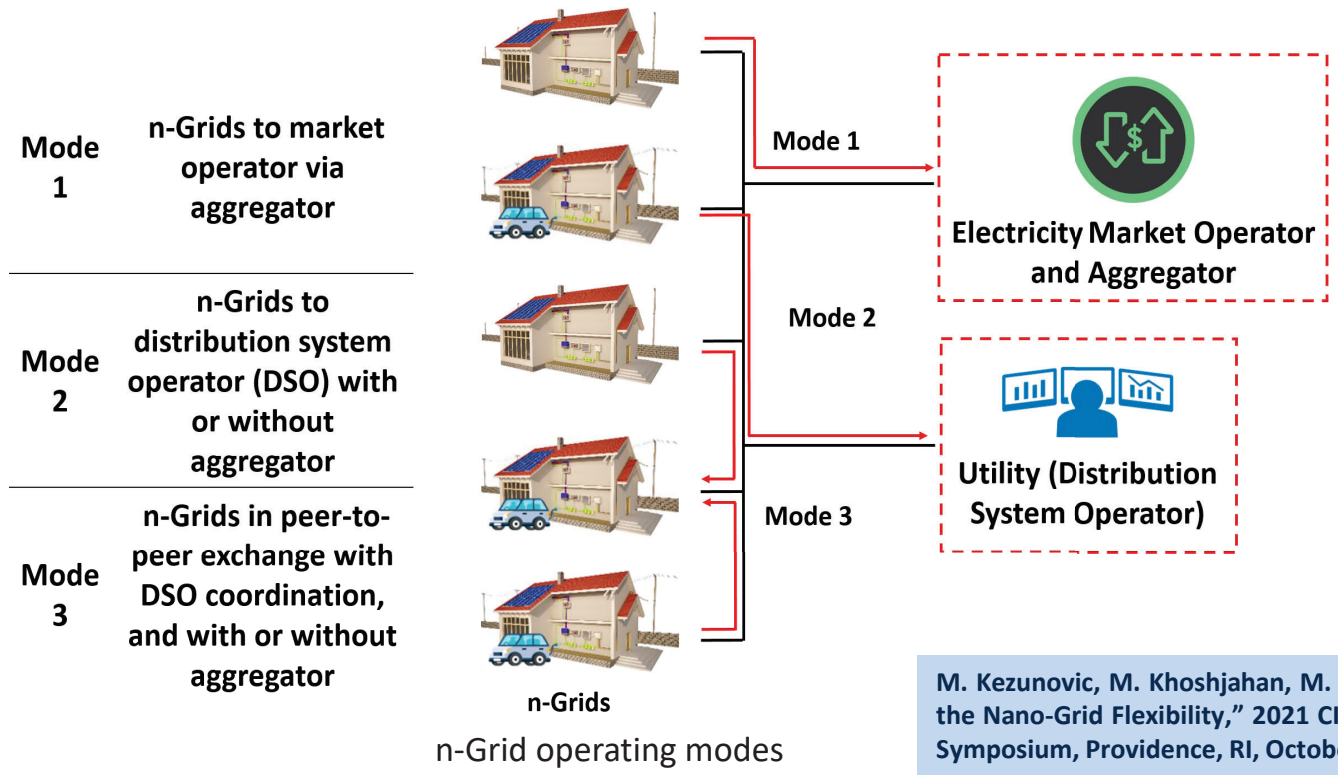 Mode
1
n-Grids to market
operator via
aggregator
Mode
2
n-Grids to
distribution system
operator (DSO) with
or without
aggregator
Mode
3
n-Grids in peer-to-
peer exchange with
DSO coordination,
and with or without
aggregator
Mode 1
Mode 2
Mode 3
n-Grids
$
Electricity Market Operator
and Aggregator
Utility (Distribution
System Operator)
n-Grid operating modes
M. Kezunovic, M. Khoshjahan, M.
the Nano-Grid Flexibility,” 2021
Symposium, Providence, RI,